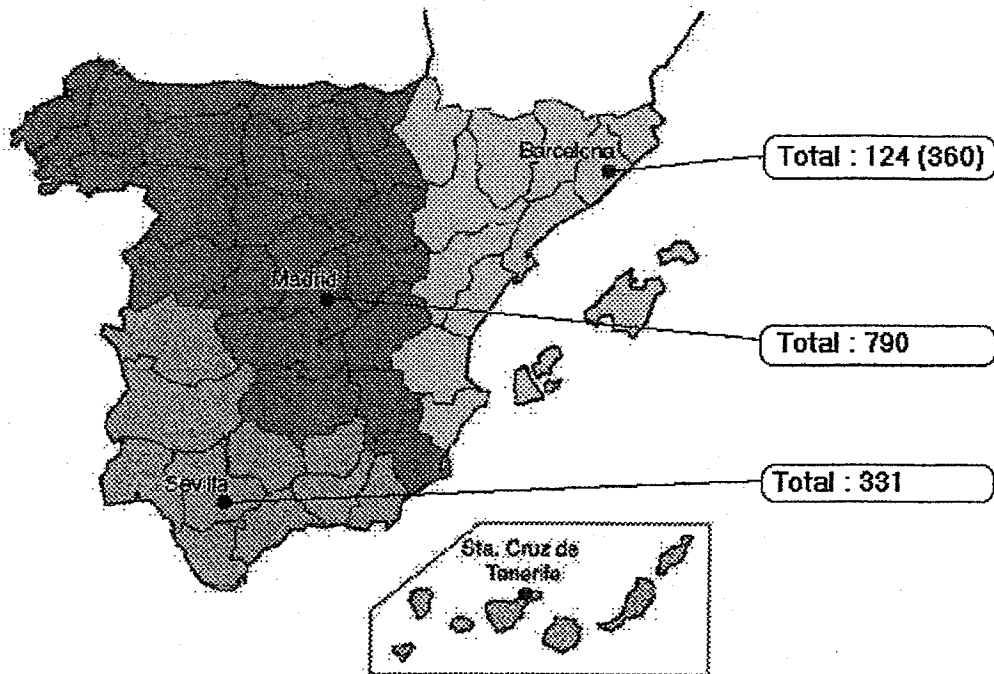 Barcelona
Total : 124 (360)
Madrid
Total : 790
Sevilla
Total : 331
Sta. Cruz de
Tenerife